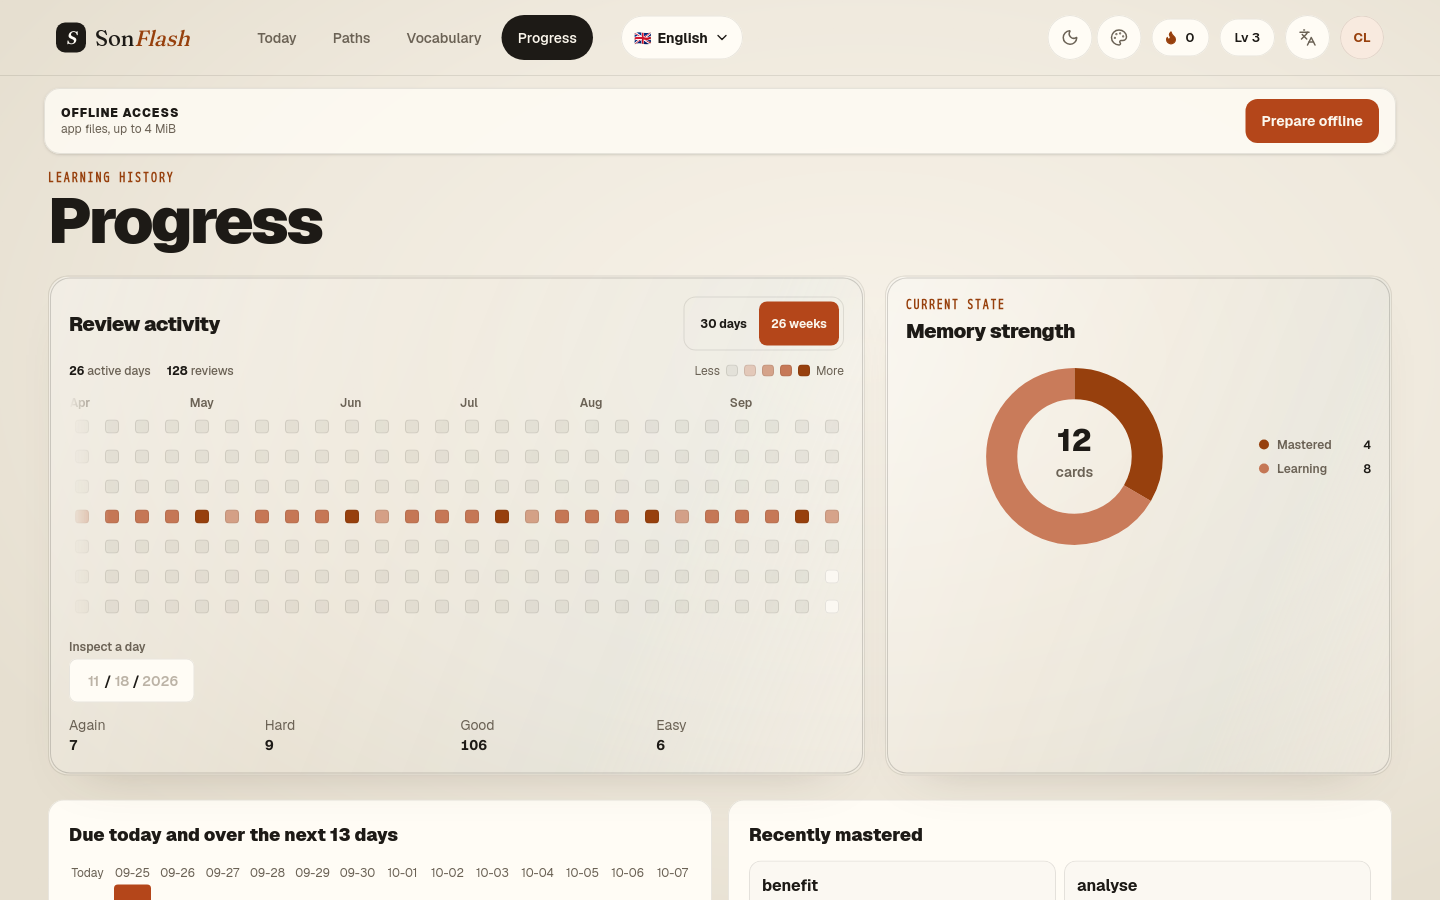 S SonFlash
Today Paths Vocabulary Progress English
0 Lv 3 CL
OFFLINE ACCESS
app files, up to 4 MiB
Prepare offline
LEARNING HISTORY
Progress
Review activity
30 days 26 weeks
26 active days 128 reviews
Less More
Apr May Jun Jul Aug Sep
Inspect a day
11 / 18 / 2026
Again Hard Good Easy
7 9 106 6
CURRENT STATE
Memory strength
12
cards
Mastered 4
Learning 8
Due today and over the next 13 days
Today 09-25 09-26 09-27 09-28 09-29 09-30 10-01 10-02 10-03 10-04 10-05 10-06 10-07
Recently mastered
benefit analyse